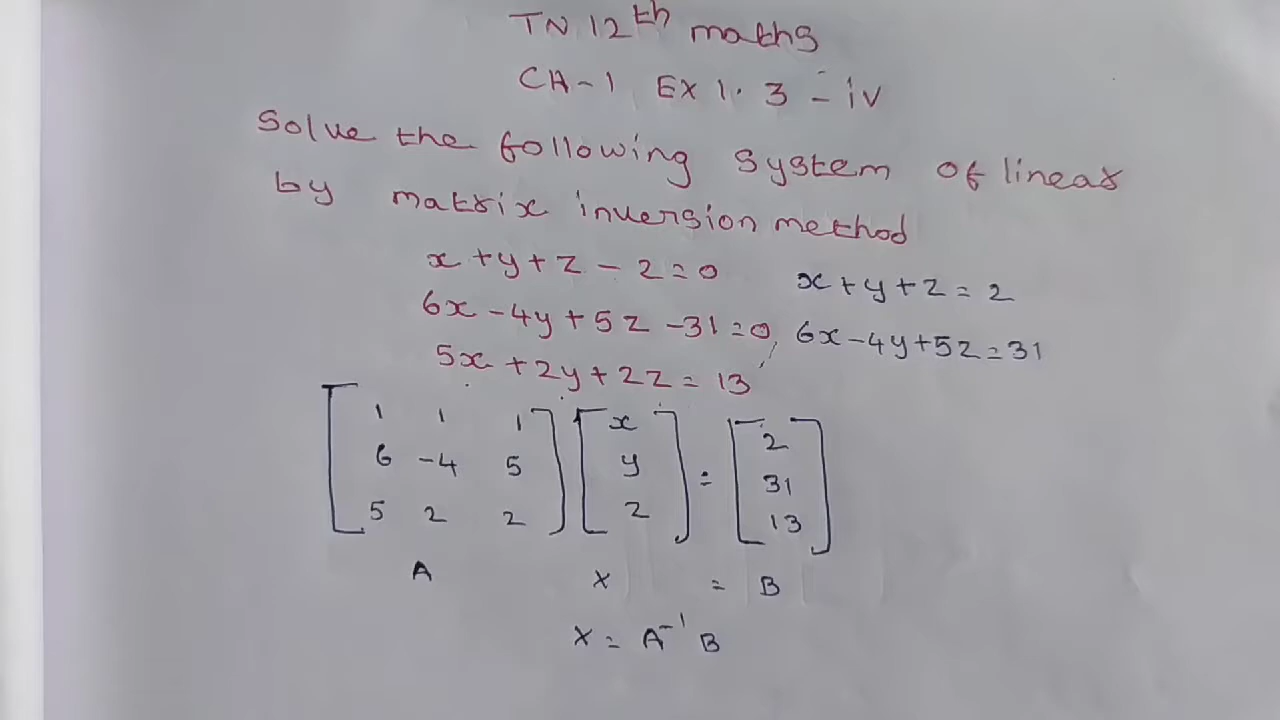 TN 12th maths
CH-1 EX 1.3 - iv
Solve the following system of linear
by matrix inversion method
x + y + z - 2 = 0 x + y + z = 2
6x - 4y + 5z - 31 = 0, 6x - 4y + 5z = 31
5x + 2y + 2z = 13
1 1 1 x 2
6 -4 5 y = 31
5 2 2 z 13
A X = B
X = A⁻¹ B